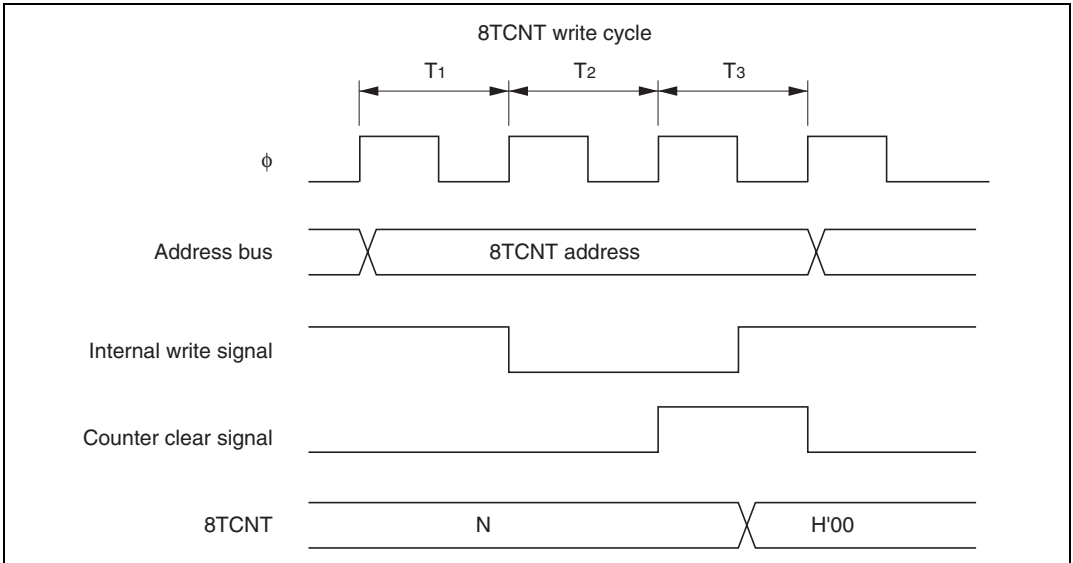 8TCNT write cycle
T1 T2 T3
φ
Address bus 8TCNT address
Internal write signal
Counter clear signal
8TCNT N H'00